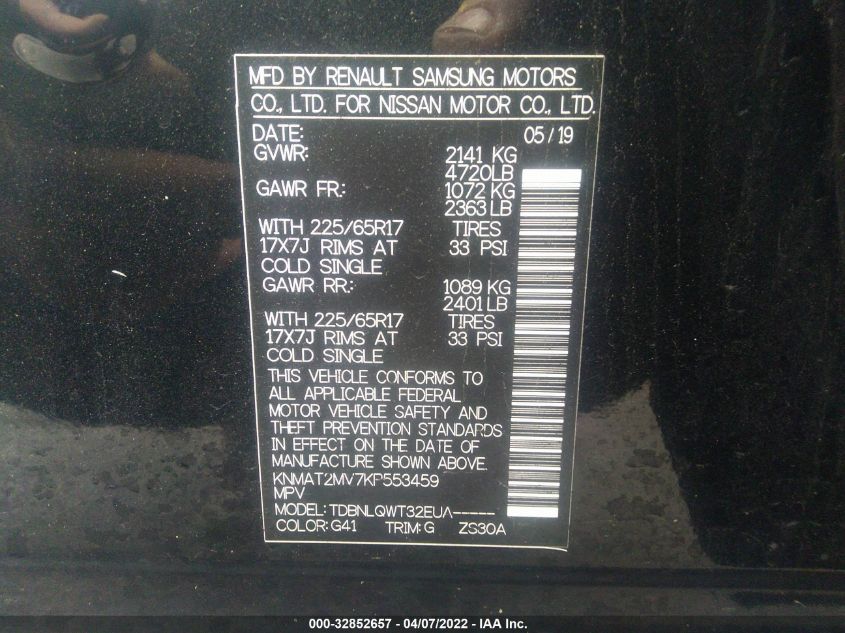 MFD BY RENAULT SAMSUNG MOTORS
CO., LTD. FOR NISSAN MOTOR CO., LTD.
DATE: 05/19
GVWR: 2141 KG
4720LB
GAWR FR.: 1072 KG
2363 LB
WITH 225/65R17 TIRES
17X7J RIMS AT 33 PSI
COLD SINGLE
GAWR RR.: 1089 KG
2401 LB
WITH 225/65R17 TIRES
17X7J RIMS AT 33 PSI
COLD SINGLE
THIS VEHICLE CONFORMS TO
ALL APPLICABLE FEDERAL
MOTOR VEHICLE SAFETY AND
THEFT PREVENTION STANDARDS
IN EFFECT ON THE DATE OF
MANUFACTURE SHOWN ABOVE.
KNMAT2MV7KP553459
MPV
MODEL: TDBNLQWT32EUA-----
COLOR: G41 TRIM: G ZS30A
000-32852657 - 04/07/2022 - IAA Inc.